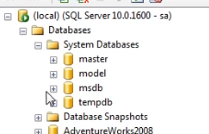 (local) (SQL Server 10.0.1600 - sa)
Databases
System Databases
master
model
msdb
tempdb
Database Snapshots
AdventureWorks2008